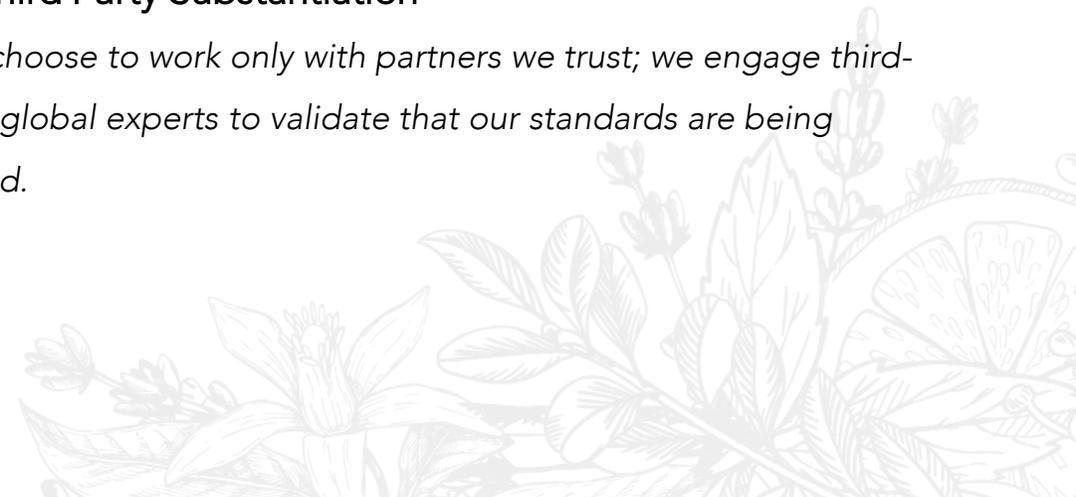 Third Party Substantiation
choose to work only with partners we trust; we engage third-
global experts to validate that our standards are being
d.